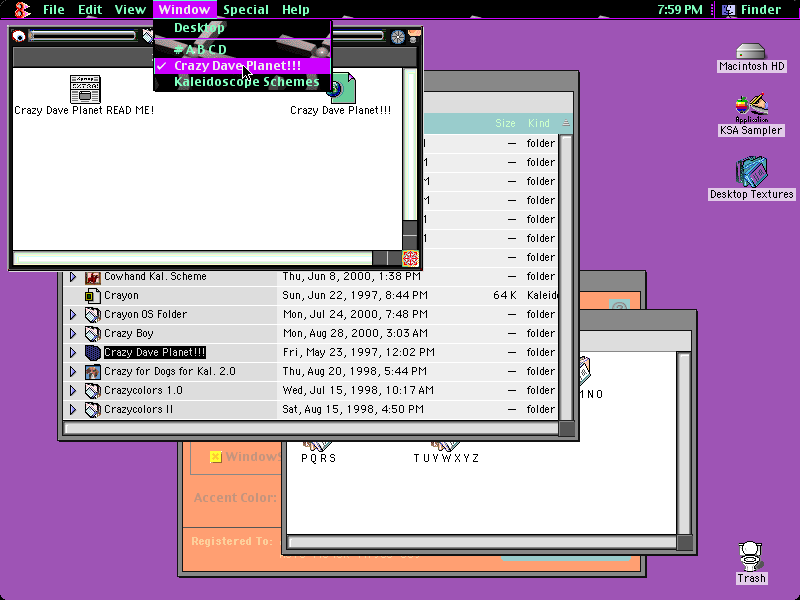 File Edit View Window Special Help 7:59 PM Finder
Desktop
# A B C D
✓ Crazy Dave Planet!!!
Kaleidoscope Schemes
Crazy Dave Planet READ ME!
Crazy Dave Planet!!!
Macintosh HD
KSA Sampler
Desktop Textures
Trash
Size Kind
— folder
— folder
— folder
— folder
— folder
— folder
— folder
Cowhand Kal. Scheme Thu, Jun 8, 2000, 1:38 PM — folder
Crayon Sun, Jun 22, 1997, 8:44 PM 64 K Kaleid
Crayon OS Folder Mon, Jul 24, 2000, 7:48 PM — folder
Crazy Boy Mon, Aug 28, 2000, 3:03 AM — folder
Crazy Dave Planet!!! Fri, May 23, 1997, 12:02 PM — folder
Crazy for Dogs for Kal. 2.0 Thu, Aug 20, 1998, 5:44 PM — folder
Crazycolors 1.0 Wed, Jul 15, 1998, 10:17 AM — folder
Crazycolors II Sat, Aug 15, 1998, 4:50 PM — folder
M N O
P Q R S
T U V W X Y Z
Window
Accent Color:
Registered To: